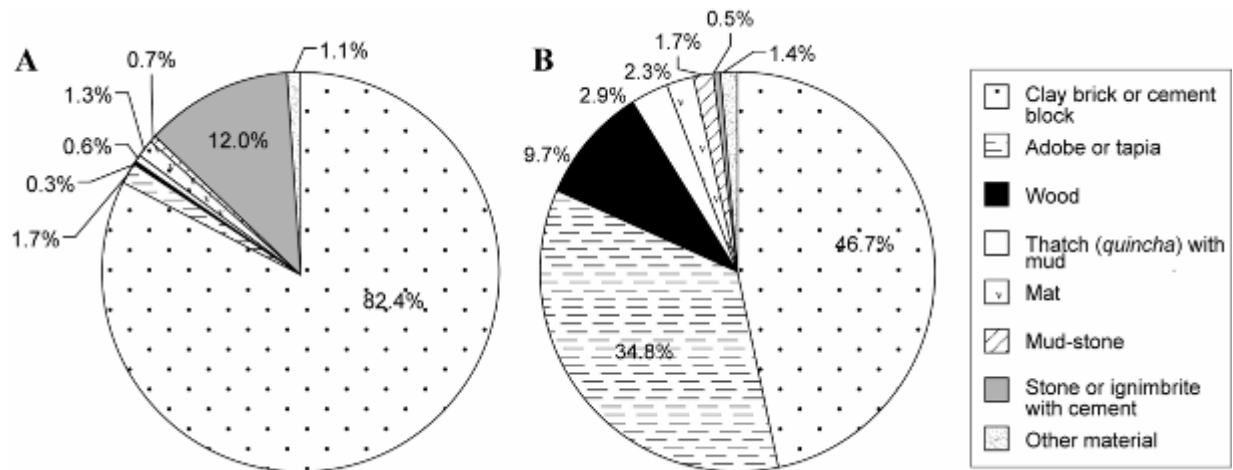 A
0.7%
1.1%
1.3%
0.6%
12.0%
0.3%
1.7%
82.4%
B
0.5%
1.7%
1.4%
2.3%
2.9%
9.7%
46.7%
34.8%
Clay brick or cement
block
Adobe or tapia
Wood
Thatch (quincha) with
mud
Mat
Mud-stone
Stone or ignimbrite
with cement
Other material